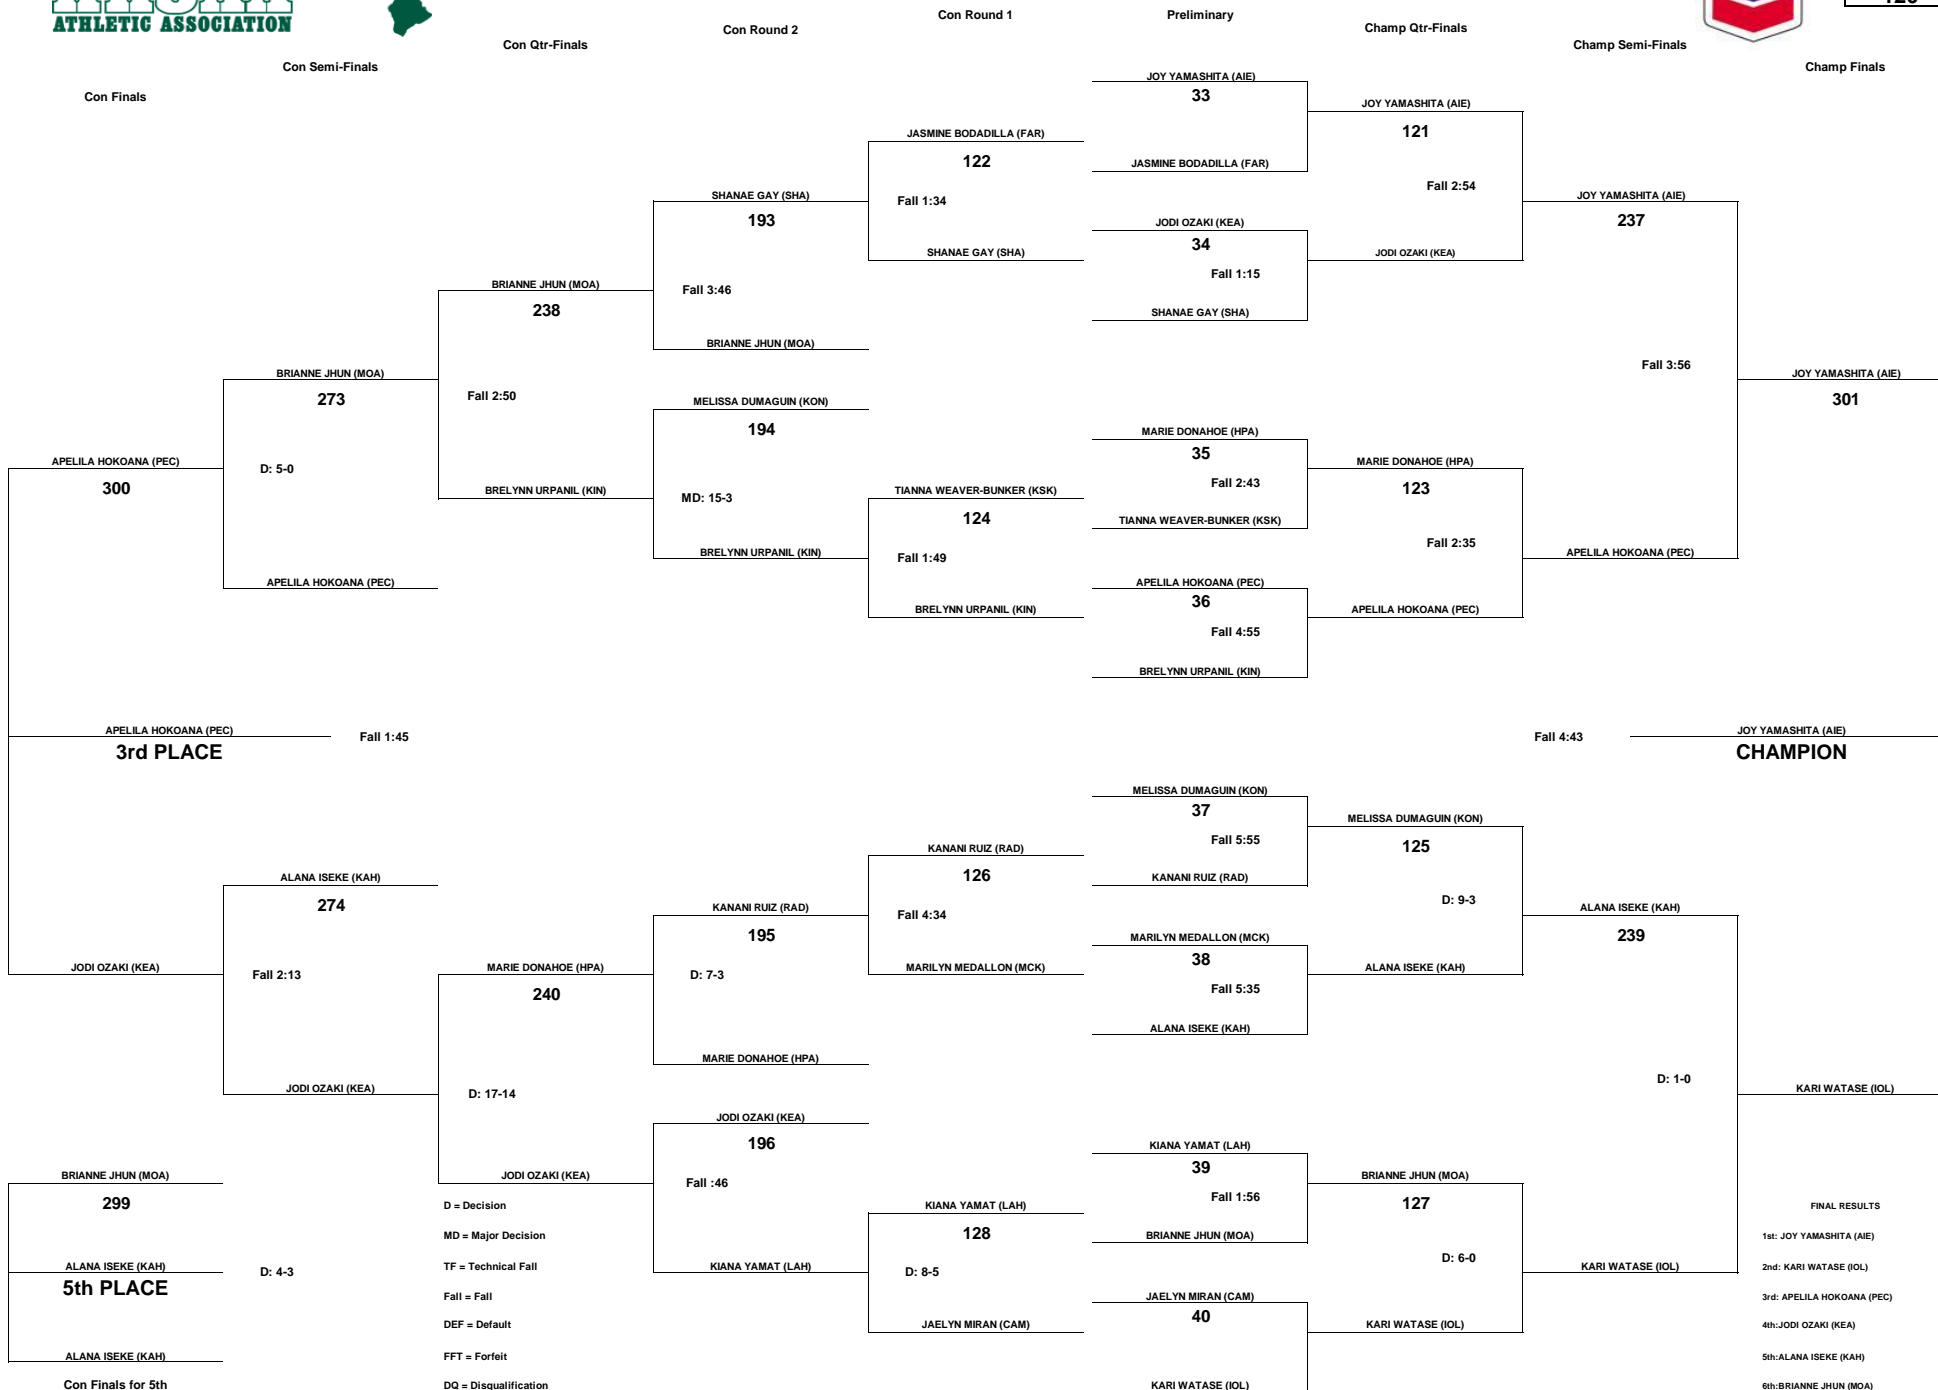 ATHLETIC ASSOCIATION
Con Finals
Con Semi-Finals
Con Qtr-Finals
Con Round 2
Con Round 1
Preliminary
Champ Qtr-Finals
Champ Semi-Finals
Champ Finals
JOY YAMASHITA (AIE)
33
JASMINE BODADILLA (FAR)
JODI OZAKI (KEA)
34
Fall 1:15
SHANAE GAY (SHA)
MARIE DONAHOE (HPA)
35
Fall 2:43
TIANNA WEAVER-BUNKER (KSK)
APELILA HOKOANA (PEC)
36
Fall 4:55
BRELYNN URPANIL (KIN)
MELISSA DUMAGUIN (KON)
37
Fall 5:55
KANANI RUIZ (RAD)
MARILYN MEDALLON (MCK)
38
Fall 5:35
ALANA ISEKE (KAH)
KIANA YAMAT (LAH)
39
Fall 1:56
BRIANNE JHUN (MOA)
JAELYN MIRAN (CAM)
40
KARI WATASE (IOL)
JOY YAMASHITA (AIE)
121
Fall 2:54
JODI OZAKI (KEA)
MARIE DONAHOE (HPA)
123
Fall 2:35
APELILA HOKOANA (PEC)
MELISSA DUMAGUIN (KON)
125
D: 9-3
ALANA ISEKE (KAH)
BRIANNE JHUN (MOA)
127
D: 6-0
KARI WATASE (IOL)
JOY YAMASHITA (AIE)
237
Fall 3:56
APELILA HOKOANA (PEC)
ALANA ISEKE (KAH)
239
D: 1-0
KARI WATASE (IOL)
JOY YAMASHITA (AIE)
301
Fall 4:43
JOY YAMASHITA (AIE)
CHAMPION
KARI WATASE (IOL)
JASMINE BODADILLA (FAR)
122
Fall 1:34
SHANAE GAY (SHA)
TIANNA WEAVER-BUNKER (KSK)
124
Fall 1:49
BRELYNN URPANIL (KIN)
KANANI RUIZ (RAD)
126
Fall 4:34
MARILYN MEDALLON (MCK)
KIANA YAMAT (LAH)
128
D: 8-5
JAELYN MIRAN (CAM)
SHANAE GAY (SHA)
193
Fall 3:46
BRIANNE JHUN (MOA)
MELISSA DUMAGUIN (KON)
194
MD: 15-3
BRELYNN URPANIL (KIN)
KANANI RUIZ (RAD)
195
D: 7-3
MARIE DONAHOE (HPA)
JODI OZAKI (KEA)
196
Fall :46
KIANA YAMAT (LAH)
BRIANNE JHUN (MOA)
238
Fall 2:50
BRELYNN URPANIL (KIN)
MARIE DONAHOE (HPA)
240
D: 17-14
JODI OZAKI (KEA)
BRIANNE JHUN (MOA)
273
D: 5-0
APELILA HOKOANA (PEC)
ALANA ISEKE (KAH)
274
Fall 2:13
JODI OZAKI (KEA)
APELILA HOKOANA (PEC)
300
APELILA HOKOANA (PEC)
3rd PLACE
Fall 1:45
JODI OZAKI (KEA)
BRIANNE JHUN (MOA)
299
ALANA ISEKE (KAH)
5th PLACE
D: 4-3
ALANA ISEKE (KAH)
Con Finals for 5th
D = Decision
MD = Major Decision
TF = Technical Fall
Fall = Fall
DEF = Default
FFT = Forfeit
DQ = Disqualification
FINAL RESULTS
1st: JOY YAMASHITA (AIE)
2nd: KARI WATASE (IOL)
3rd: APELILA HOKOANA (PEC)
4th:JODI OZAKI (KEA)
5th:ALANA ISEKE (KAH)
6th:BRIANNE JHUN (MOA)